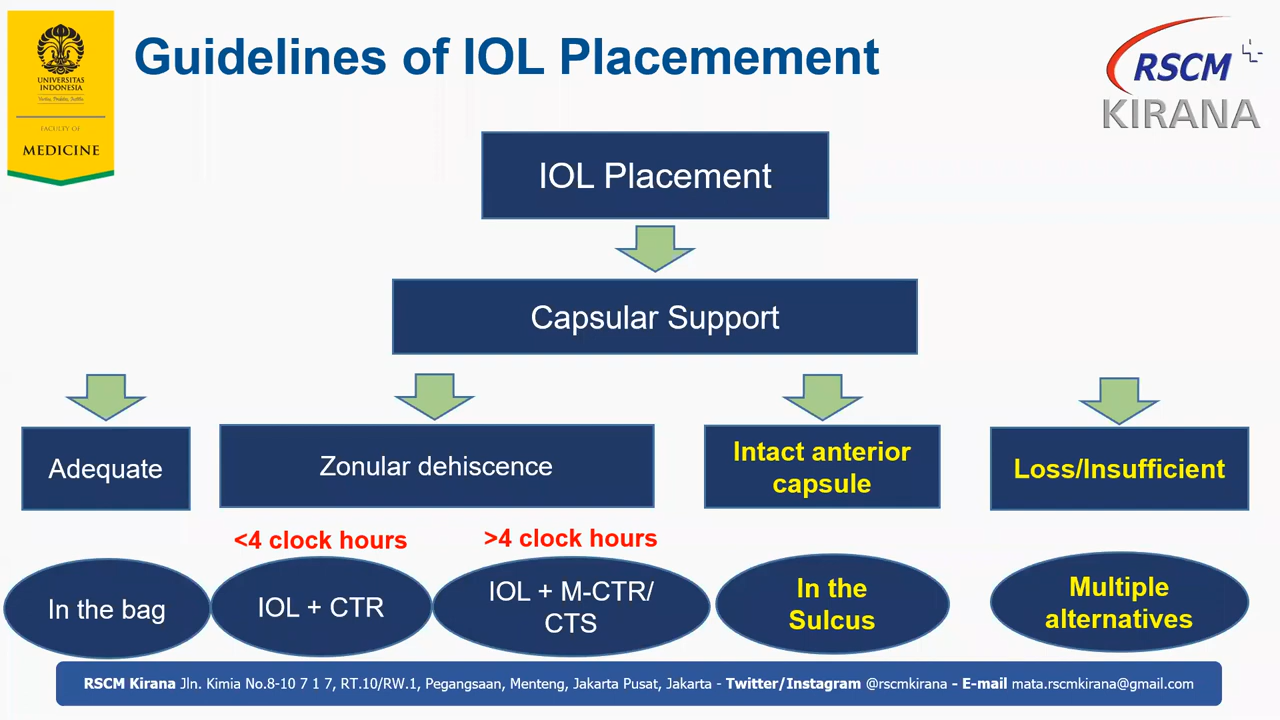 Guidelines of IOL Placemement
UNIVERSITAS
INDONESIA
Veritas, Probitas, Iustitia
FACULTY OF
MEDICINE
RSCM
KIRANA
IOL Placement
Capsular Support
Adequate
Zonular dehiscence
Intact anterior
capsule
Loss/Insufficient
<4 clock hours
>4 clock hours
In the bag
IOL + CTR
IOL + M-CTR/
CTS
In the
Sulcus
Multiple
alternatives
RSCM Kirana Jln. Kimia No.8-10 7 1 7, RT.10/RW.1, Pegangsaan, Menteng, Jakarta Pusat, Jakarta - Twitter/Instagram @rscmkirana - E-mail mata.rscmkirana@gmail.com